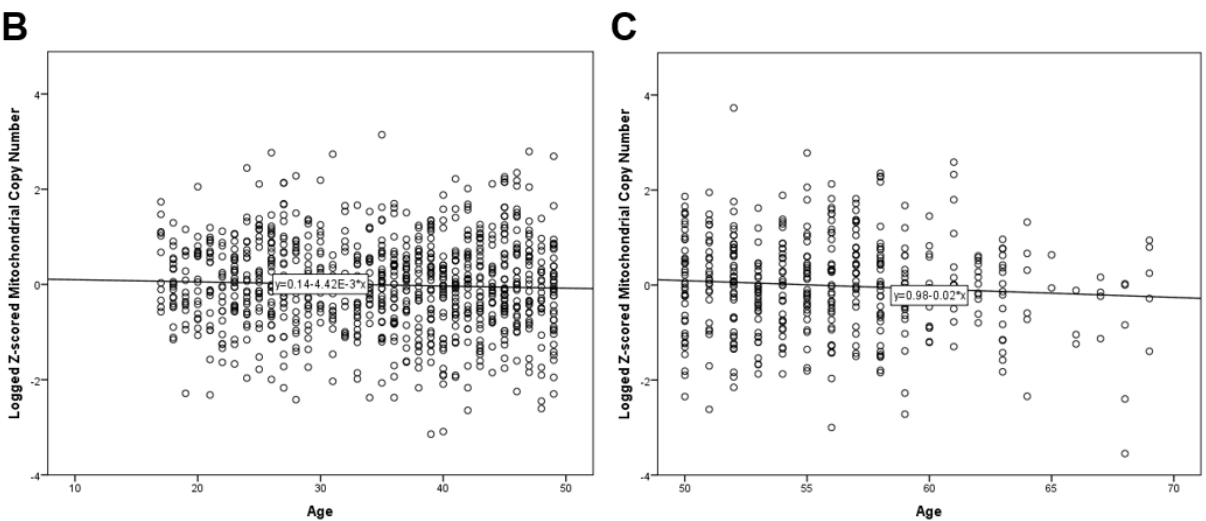 B
Logged Z-scored Mitochondrial Copy Number
4
2
0
-2
-4
y=0.14-4.42E-3*x
10 20 30 40 50
Age
C
Logged Z-scored Mitochondrial Copy Number
4
2
0
-2
-4
y=0.98-0.02*x
50 55 60 65 70
Age